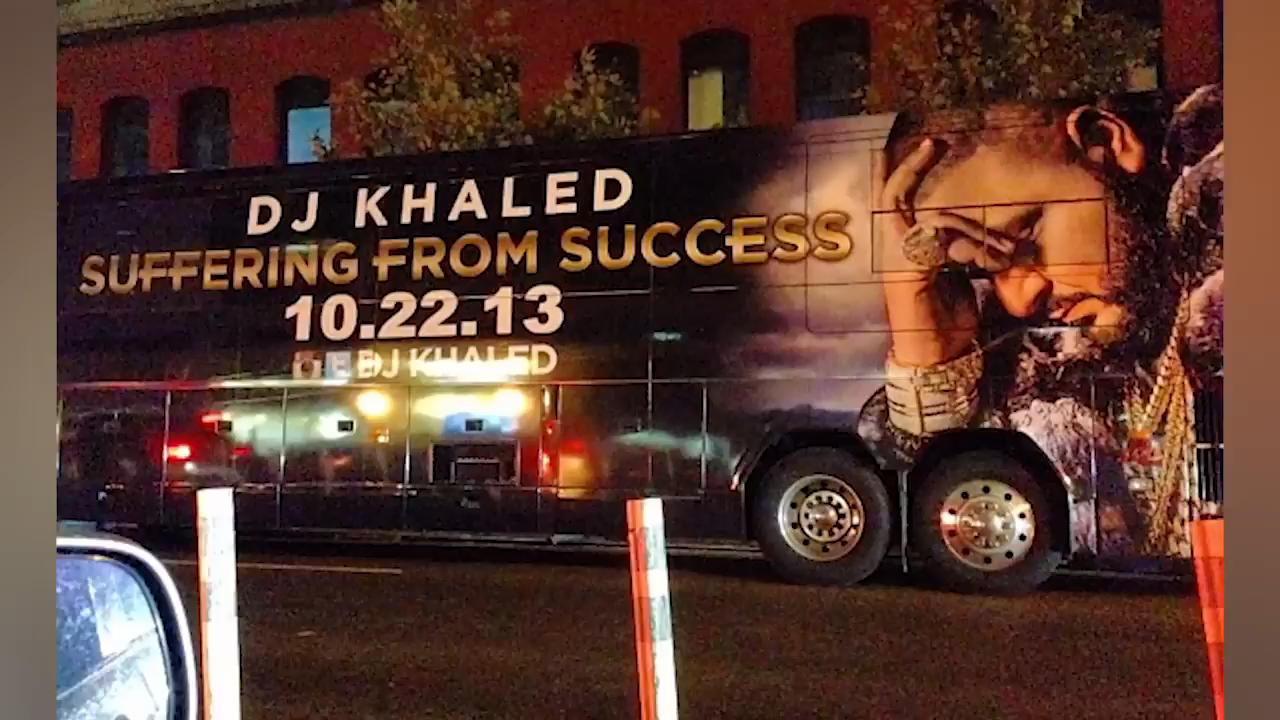 DJ KHALED
SUFFERING FROM SUCCESS
10.22.13
DJ KHALED